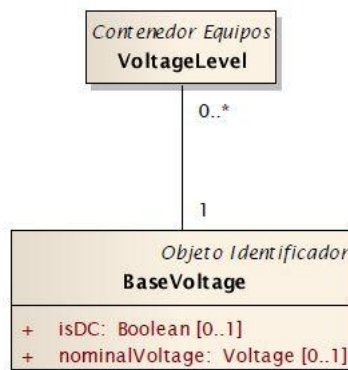 Contenedor Equipos
VoltageLevel
0..*
1
Objeto Identificador
BaseVoltage
+ isDC: Boolean [0..1]
+ nominalVoltage: Voltage [0..1]